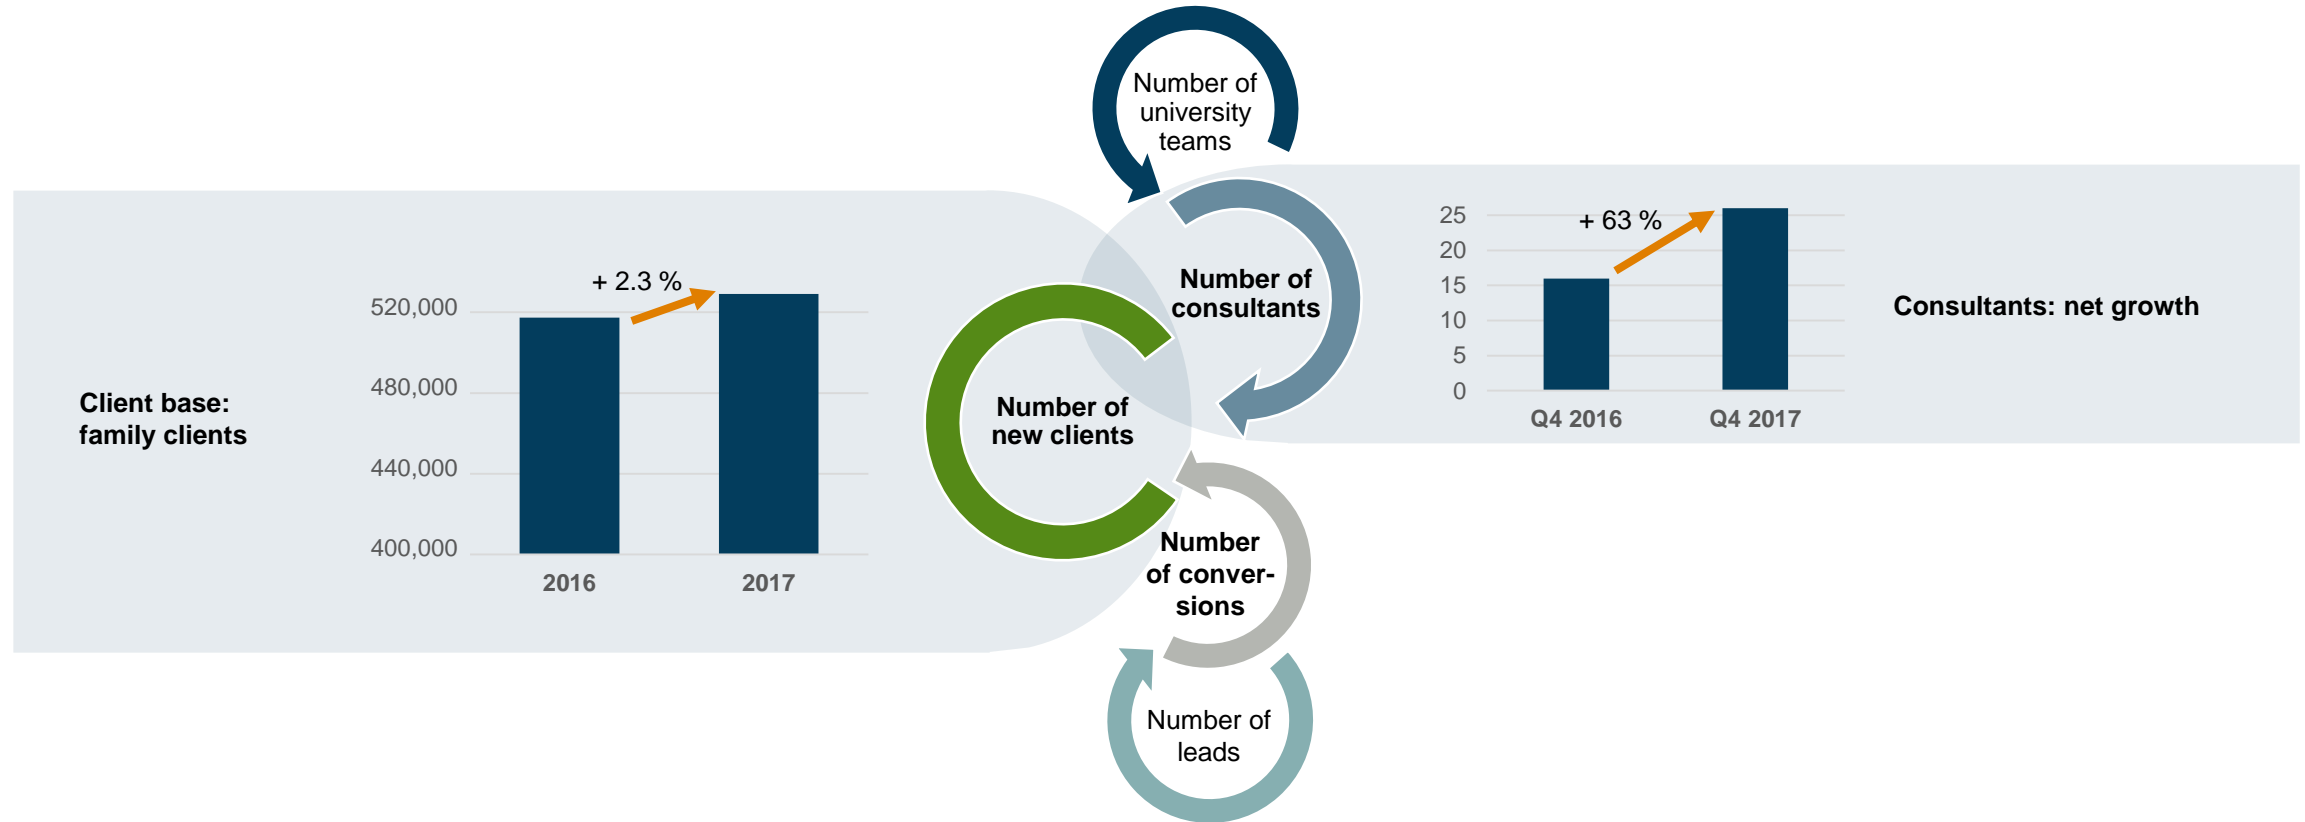 Number of
university
teams
Number of
consultants
Number of
new clients
Number
of conver-
sions
Number of
leads
Client base:
family clients
+ 2.3 %
520,000
480,000
440,000
400,000
2016
2017
+ 63 %
25
20
15
10
5
0
Q4 2016
Q4 2017
Consultants: net growth